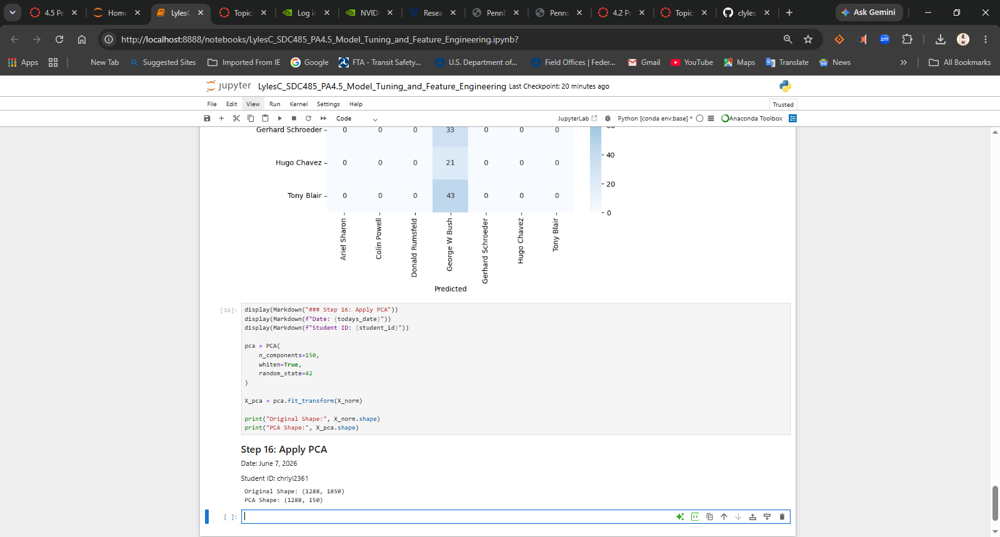 4.5 Pe
Home
LylesC
Topic:
Log in
NVIDI
Resea
PennD
Penns
4.2 Pr
Topic:
clyles
Ask Gemini
http://localhost:8888/notebooks/LylesC_SDC485_PA4.5_Model_Tuning_and_Feature_Engineering.ipynb?
Apps
New Tab
Suggested Sites
Imported From IE
Google
FTA - Transit Safety...
U.S. Department of...
Field Offices | Feder...
Gmail
YouTube
Maps
Translate
News
All Bookmarks
jupyter LylesC_SDC485_PA4.5_Model_Tuning_and_Feature_Engineering Last Checkpoint: 20 minutes ago
File Edit View Run Kernel Settings Help
Trusted
Code
JupyterLab
Python [conda env:base] *
Anaconda Toolbox
Gerhard Schroeder - 0 0 0 33 0 0 0
Hugo Chavez - 0 0 0 21 0 0 0
Tony Blair - 0 0 0 43 0 0 0
40
20
0
Ariel Sharon
Colin Powell
Donald Rumsfeld
George W Bush
Gerhard Schroeder
Hugo Chavez
Tony Blair
Predicted
[16]:
display(Markdown("### Step 16: Apply PCA"))
display(Markdown(f"Date: {todays_date}"))
display(Markdown(f"Student ID: {student_id}"))
pca = PCA(
n_components=150,
whiten=True,
random_state=42
)
X_pca = pca.fit_transform(X_norm)
print("Original Shape:", X_norm.shape)
print("PCA Shape:", X_pca.shape)
Step 16: Apply PCA
Date: June 7, 2026
Student ID: chrlyl2361
Original Shape: (1288, 1850)
PCA Shape: (1288, 150)
[ ]: